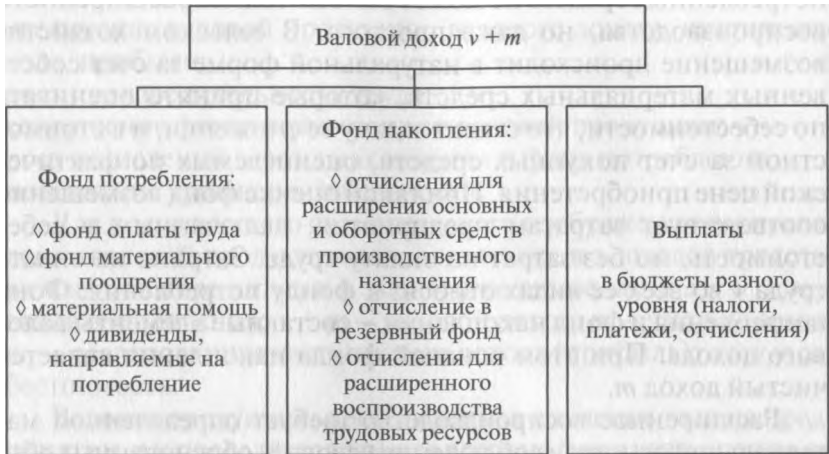 Валовой доход v + m
Фонд потребления:
◊ фонд оплаты труда
◊ фонд материального
поощрения
◊ материальная помощь
◊ дивиденды,
направляемые на
потребление
Фонд накопления:
◊ отчисления для
расширения основных
и оборотных средств
производственного
назначения
◊ отчисление в
резервный фонд
◊ отчисления для
расширенного
воспроизводства
трудовых ресурсов
Выплаты
в бюджеты разного
уровня
(платежи, отчисления)